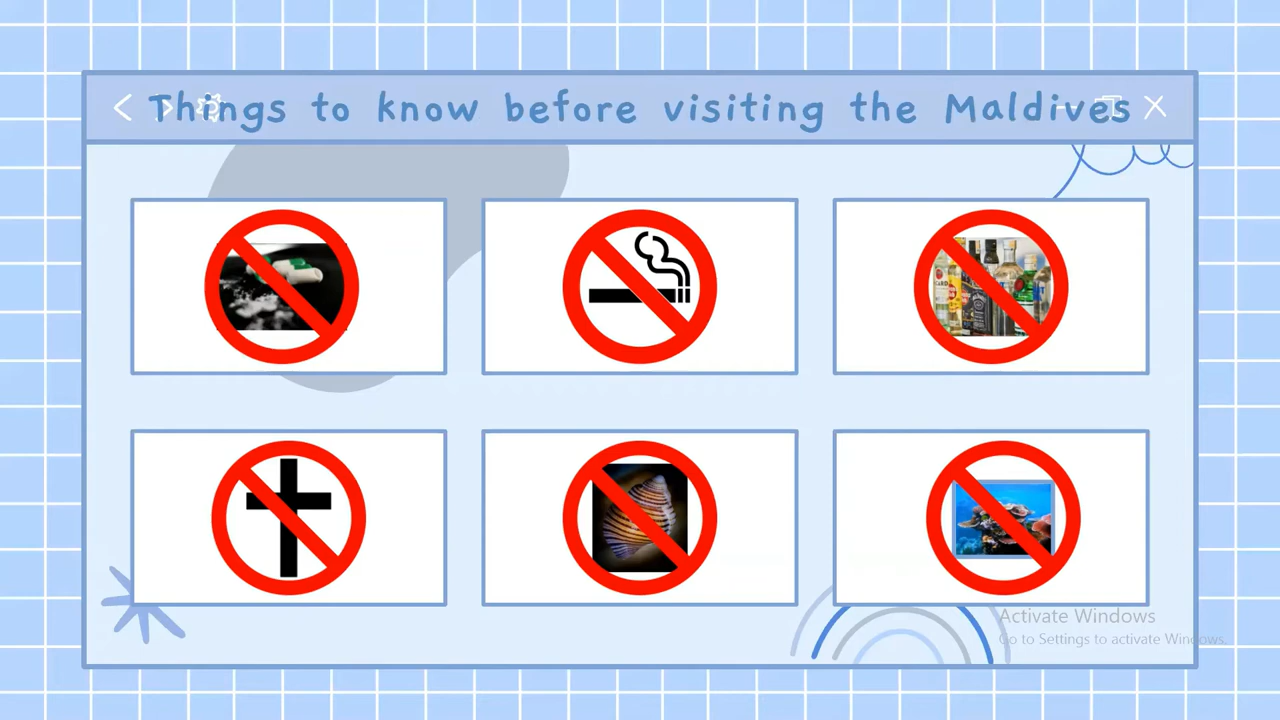 Things to know before visiting the Maldives
Activate Windows
Go to Settings to activate Windows.